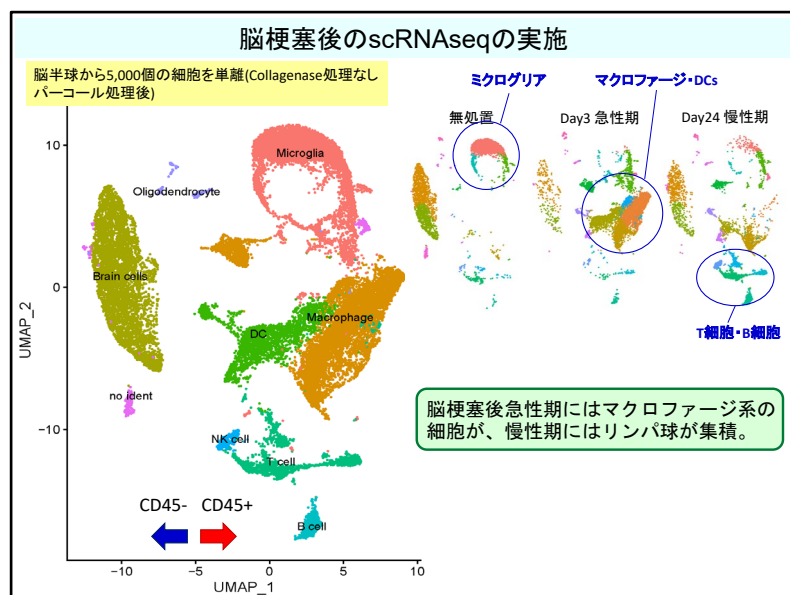 脳梗塞後のscRNAseqの実施
脳半球から5,000個の細胞を単離(Collagenase処理なし
パーコール処理後)
ミクログリア
マクロファージ・DCs
無処置
Day3 急性期
Day24 慢性期
10
0
−10
UMAP_2
Microglia
Oligodendrocyte
Brain cells
Macrophage
DC
no ident
NK cell
T cell
B cell
CD45-
CD45+
T細胞・B細胞
脳梗塞後急性期にはマクロファージ系の
細胞が、慢性期にはリンパ球が集積。
−10
−5
0
5
10
UMAP_1